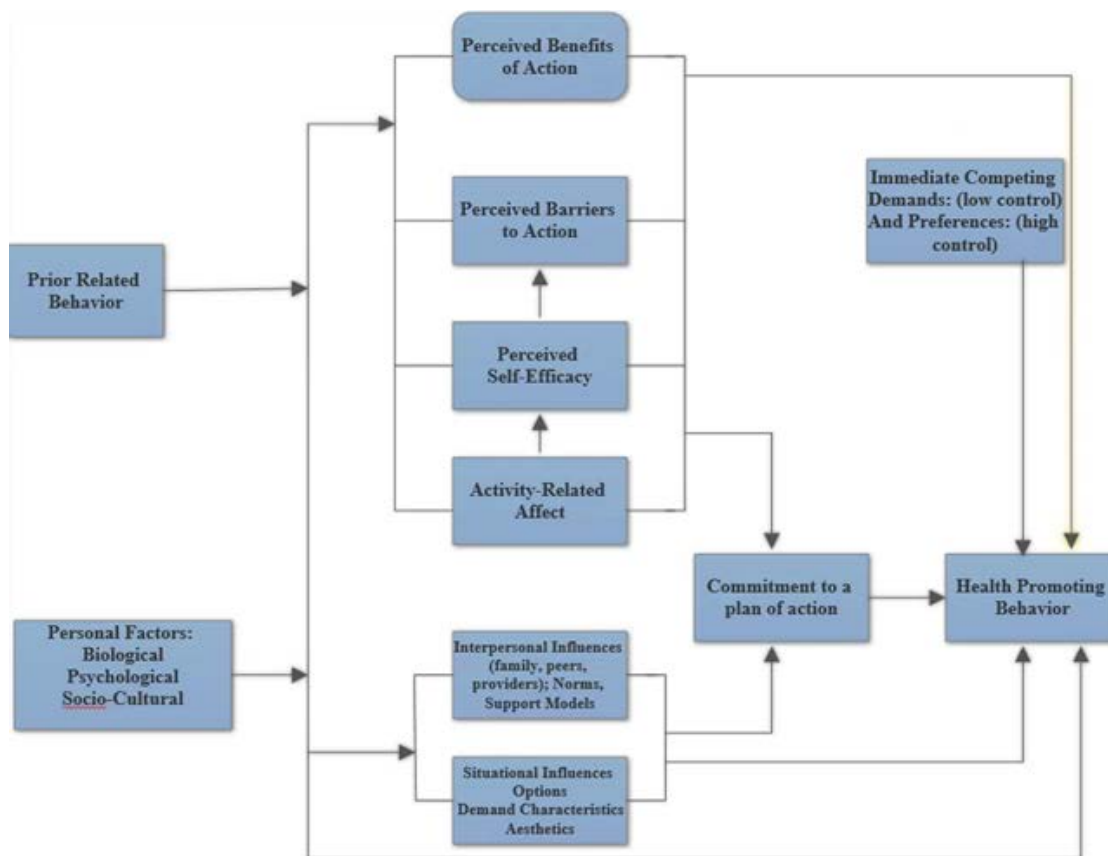 Perceived Benefits
of Action
Immediate Competing
Demands: (low control)
And Preferences: (high
control)
Perceived Barriers
to Action
Prior Related
Behavior
Perceived
Self-Efficacy
Activity-Related
Affect
Commitment to a
plan of action
Health Promoting
Behavior
Personal Factors:
Biological
Psychological
Socio-Cultural
Interpersonal Influences
(family, peers,
providers); Norms,
Support Models
Situational Influences
Options
Demand Characteristics
Aesthetics